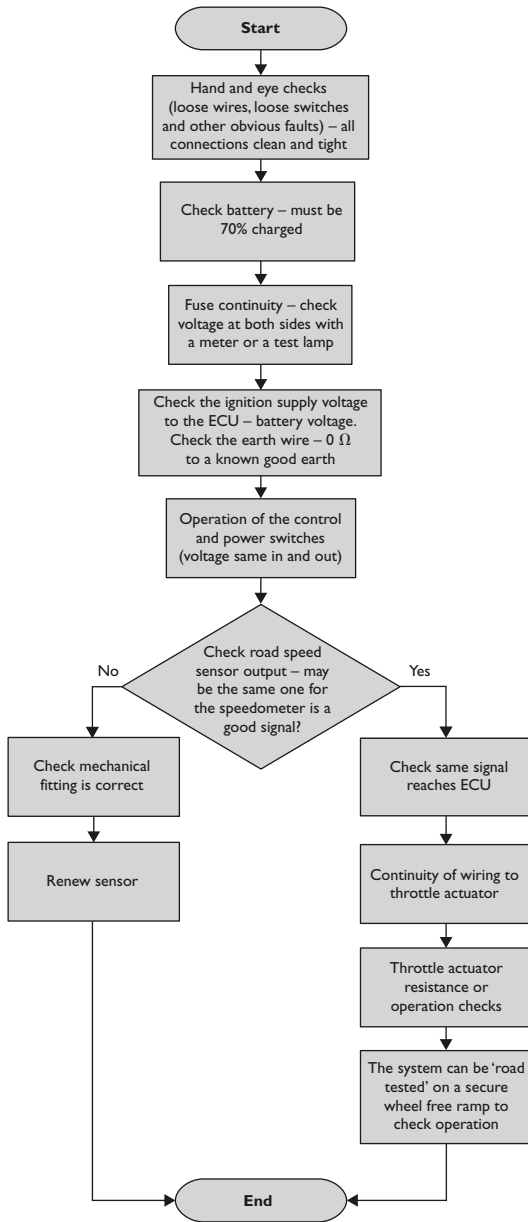 Start
Hand and eye checks
(loose wires, loose switches
and other obvious faults) – all
connections clean and tight
Check battery – must be
70% charged
Fuse continuity – check
voltage at both sides with
a meter or a test lamp
Check the ignition supply voltage
to the ECU – battery voltage.
Check the earth wire – 0 Ω
to a known good earth
Operation of the control
and power switches
(voltage same in and out)
Check road speed
sensor output – may
be the same one for
the speedometer is a
good signal?
No
Yes
Check mechanical
fitting is correct
Renew sensor
Check same signal
reaches ECU
Continuity of wiring to
throttle actuator
Throttle actuator
resistance or
operation checks
The system can be ‘road
tested’ on a secure
wheel free ramp to
check operation
End